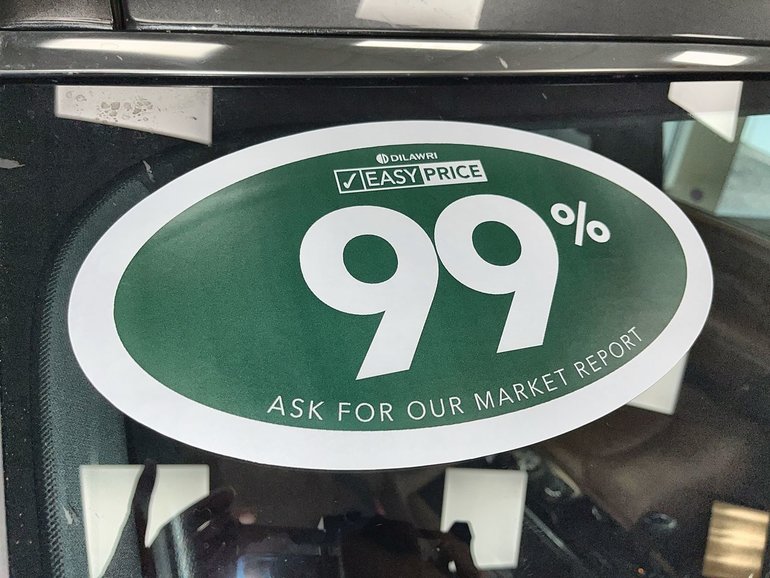 DILAWRI
✓ EASY PRICE
99%
ASK FOR OUR MARKET REPORT